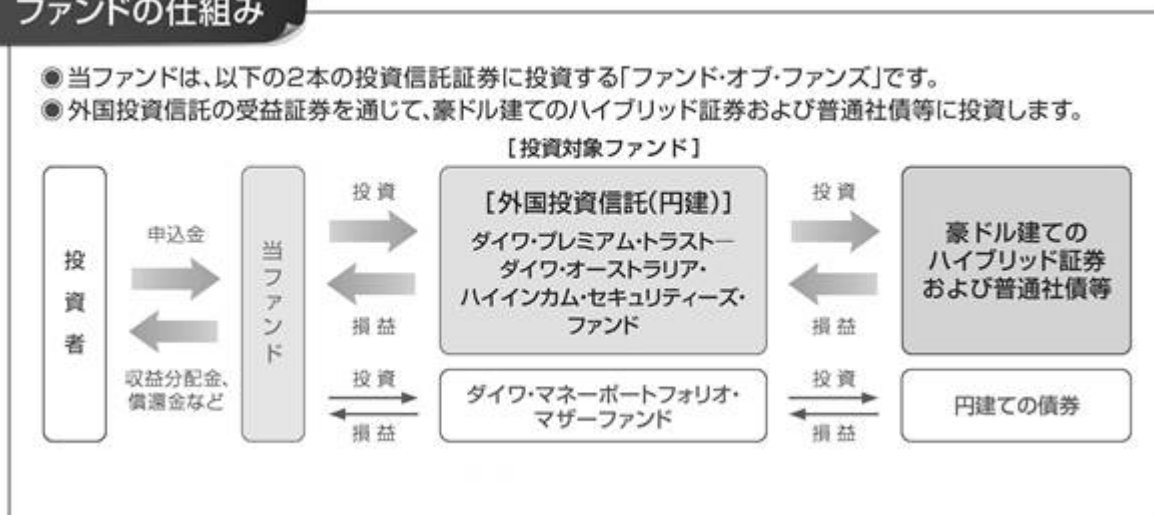 ファンドの仕組み
◉当ファンドは、以下の2本の投資信託証券に投資する「ファンド・オブ・ファンズ」です。
◉外国投資信託の受益証券を通じて、豪ドル建てのハイブリッド証券および普通社債等に投資します。
[投資対象ファンド]
投資者
申込金
収益分配金、
償還金など
当ファンド
投資
損益
投資
損益
[外国投資信託(円建)]
ダイワ・プレミアム・トラスト―
ダイワ・オーストラリア・
ハイインカム・セキュリティーズ・
ファンド
ダイワ・マネーポートフォリオ・
マザーファンド
投資
損益
投資
損益
豪ドル建ての
ハイブリッド証券
および普通社債等
円建ての債券